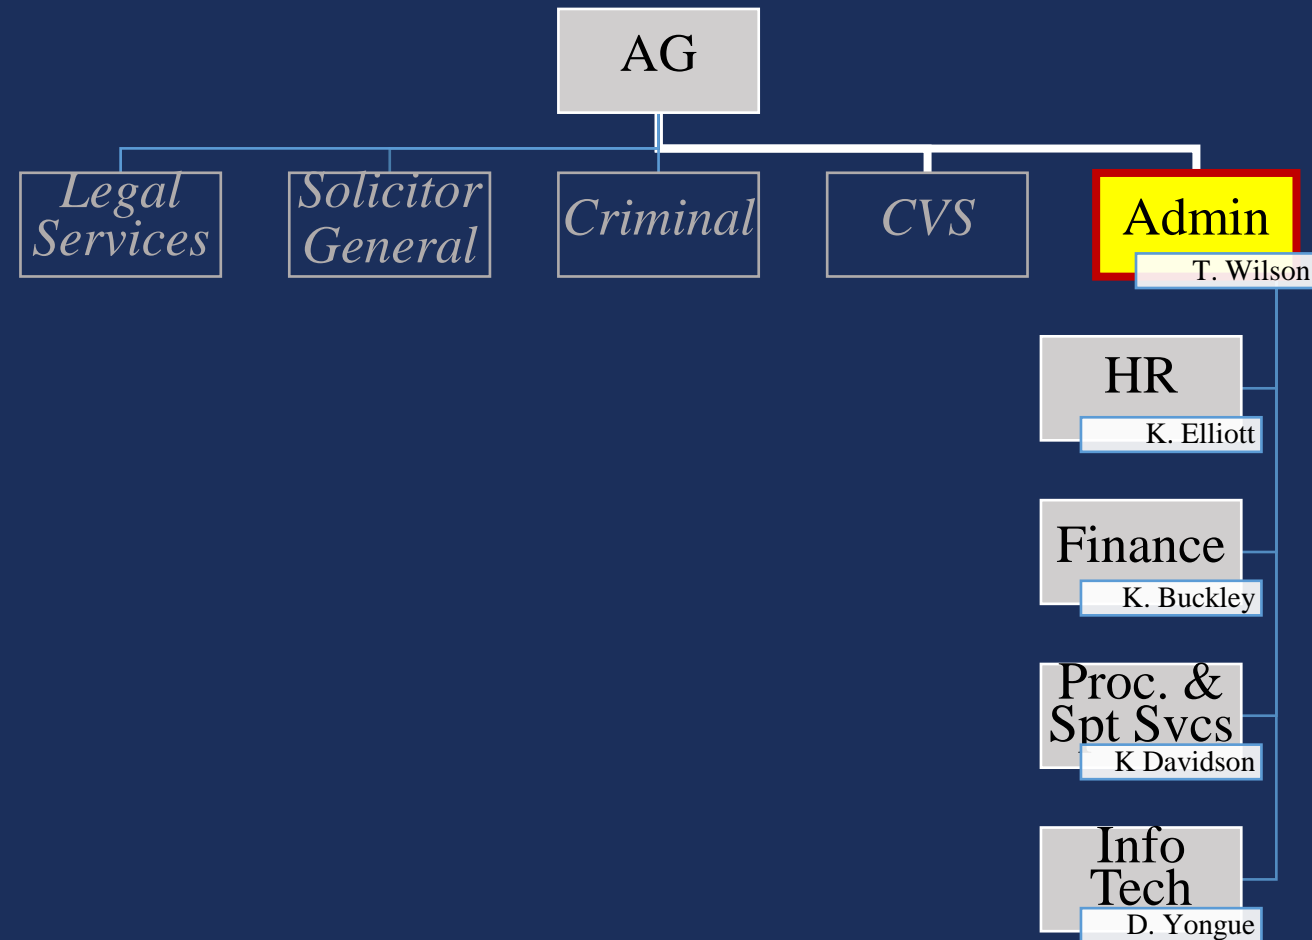 AG
Legal
Services
Solicitor
General
Criminal
CVS
Admin
T. Wilson
HR
K. Elliott
Finance
K. Buckley
Proc. &
Spt Svcs
K Davidson
Info
Tech
D. Yongue